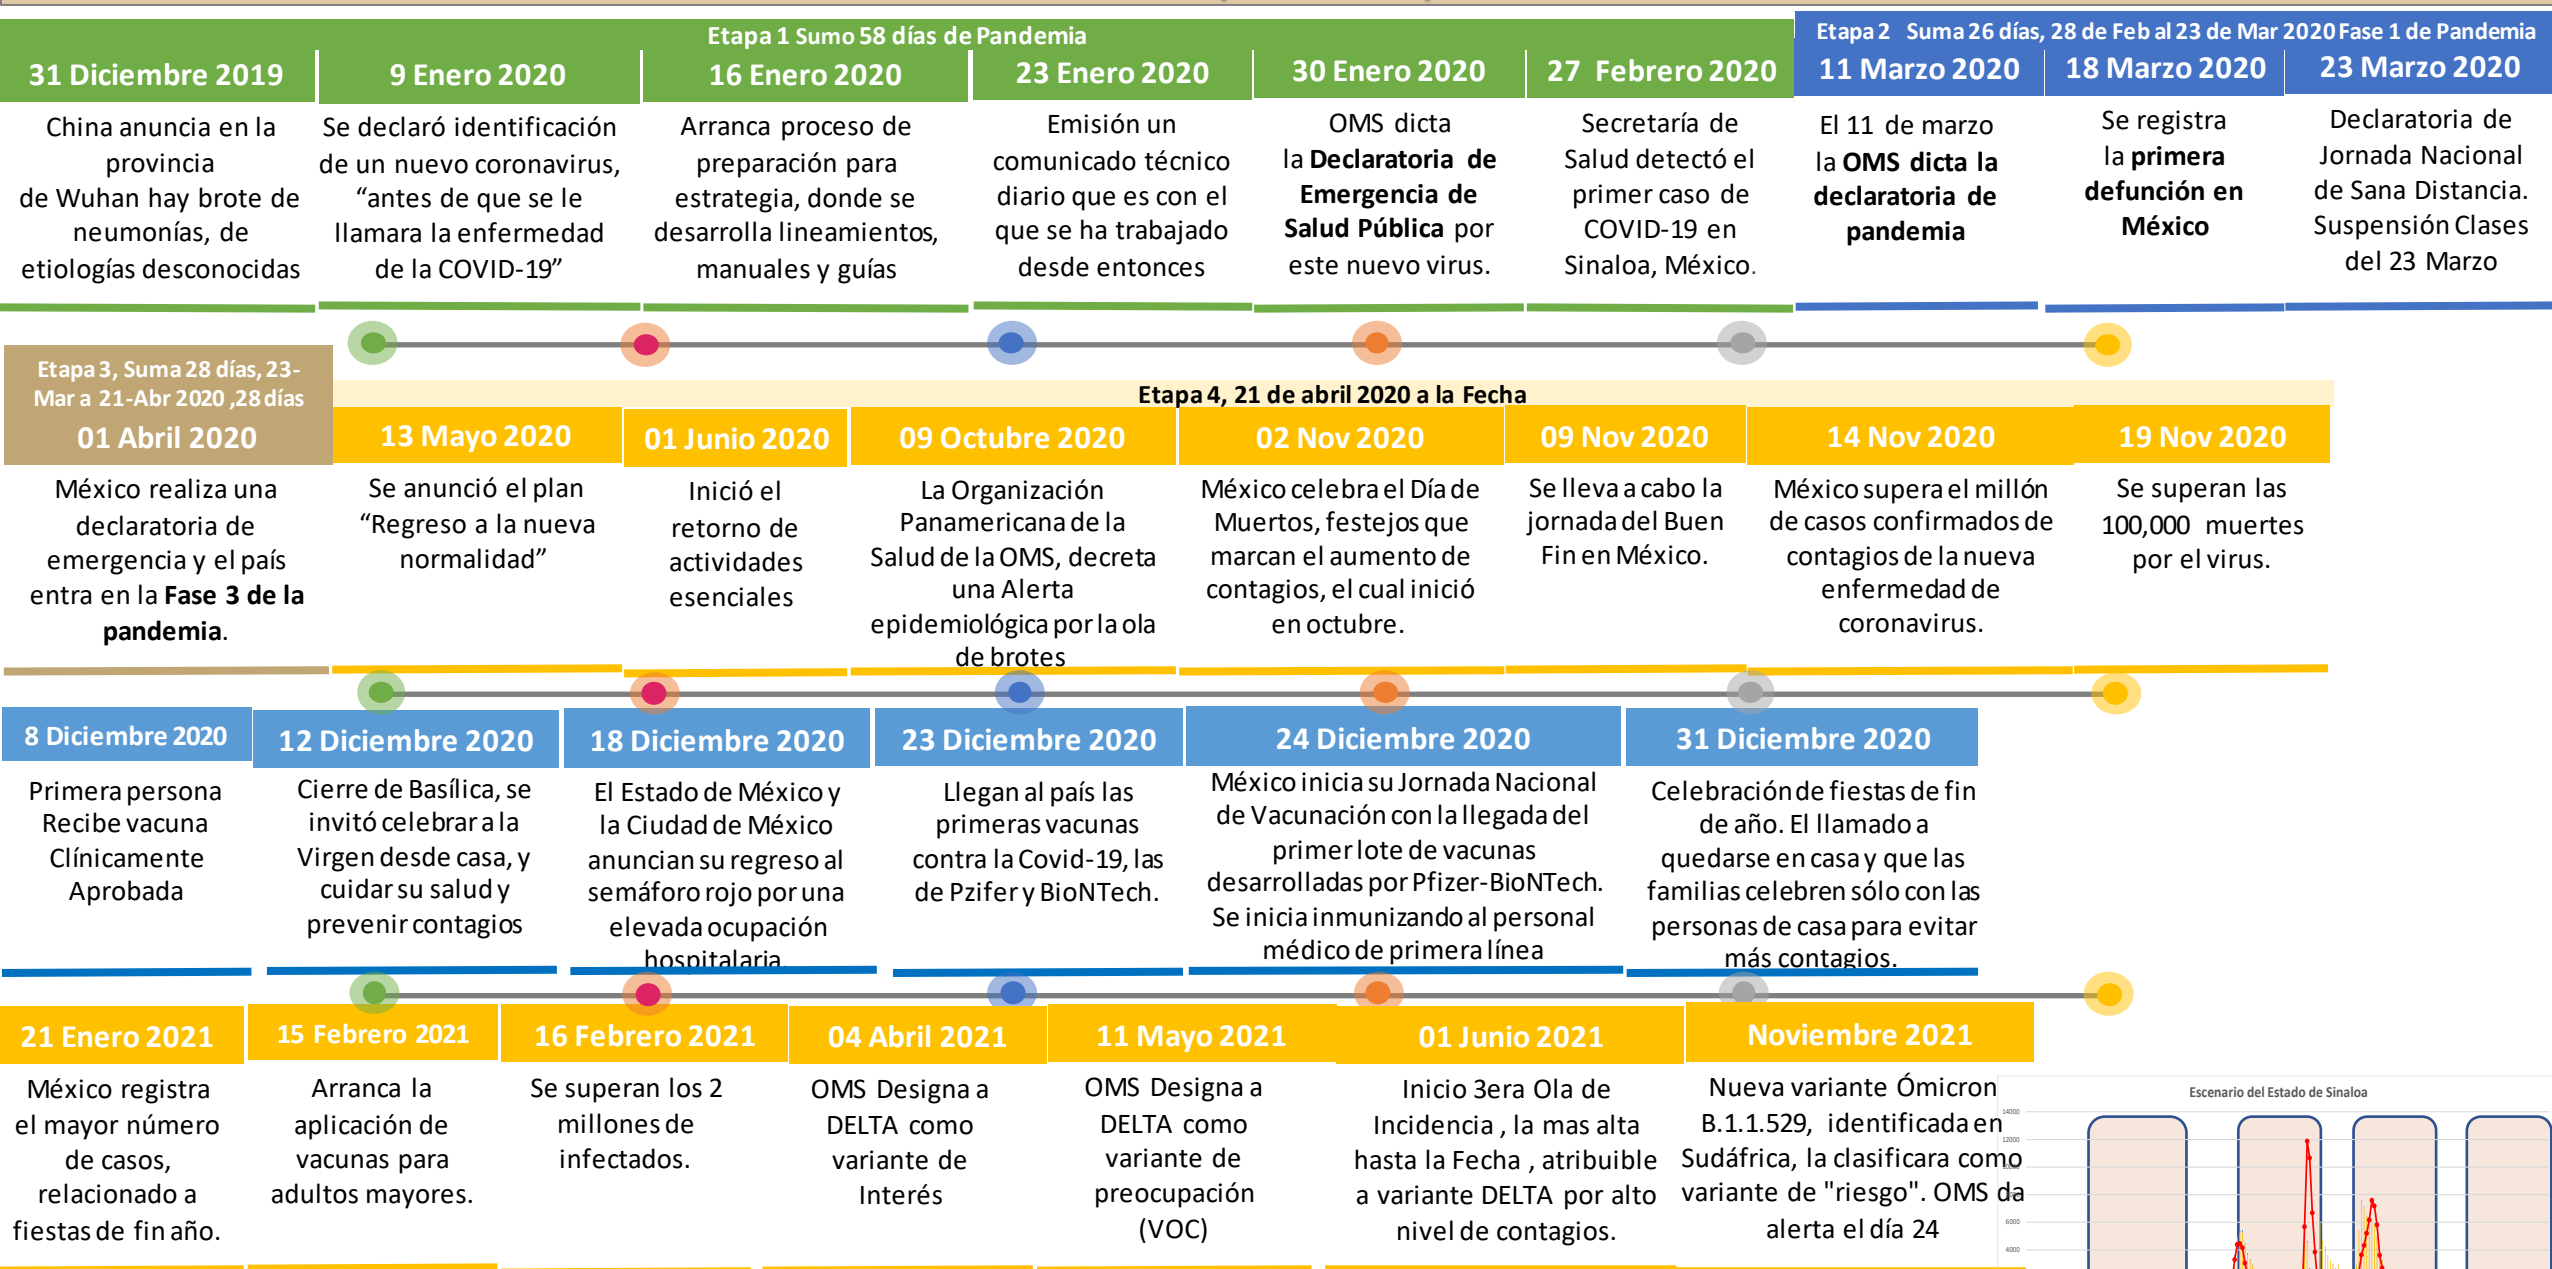 Etapa 1 Sumo 58 días de Pandemia
Etapa 2 Suma 26 días, 28 de Feb al 23 de Mar 2020 Fase 1 de Pandemia
31 Diciembre 2019
9 Enero 2020
16 Enero 2020
23 Enero 2020
30 Enero 2020
27 Febrero 2020
11 Marzo 2020
18 Marzo 2020
23 Marzo 2020
China anuncia en la
provincia
de Wuhan hay brote de
neumonías, de
etiologías desconocidas
Se declaró identificación
de un nuevo coronavirus,
“antes de que se le
llamara la enfermedad
de la COVID-19”
Arranca proceso de
preparación para
estrategia, donde se
desarrolla lineamientos,
manuales y guías
Emisión un
comunicado técnico
diario que es con el
que se ha trabajado
desde entonces
OMS dicta
la Declaratoria de
Emergencia de
Salud Pública por
este nuevo virus.
Secretaría de
Salud detectó el
primer caso de
COVID-19 en
Sinaloa, México.
El 11 de marzo
la OMS dicta la
declaratoria de
pandemia
Se registra
la primera
defunción en
México
Declaratoria de
Jornada Nacional
de Sana Distancia.
Suspensión Clases
del 23 Marzo
Etapa 3, Suma 28 días, 23-
Mar a 21-Abr 2020 ,28 días
Etapa 4, 21 de abril 2020 a la Fecha
01 Abril 2020
13 Mayo 2020
01 Junio 2020
09 Octubre 2020
02 Nov 2020
09 Nov 2020
14 Nov 2020
19 Nov 2020
México realiza una
declaratoria de
emergencia y el país
entra en la Fase 3 de la
pandemia.
Se anunció el plan
“Regreso a la nueva
normalidad”
Inició el
retorno de
actividades
esenciales
La Organización
Panamericana de la
Salud de la OMS, decreta
una Alerta
epidemiológica por la ola
de brotes
México celebra el Día de
Muertos, festejos que
marcan el aumento de
contagios, el cual inició
en octubre.
Se lleva a cabo la
jornada del Buen
Fin en México.
México supera el millón
de casos confirmados de
contagios de la nueva
enfermedad de
coronavirus.
Se superan las
100,000 muertes
por el virus.
8 Diciembre 2020
12 Diciembre 2020
18 Diciembre 2020
23 Diciembre 2020
24 Diciembre 2020
31 Diciembre 2020
Primera persona
Recibe vacuna
Clínicamente
Aprobada
Cierre de Basílica, se
invitó celebrar a la
Virgen desde casa, y
cuidar su salud y
prevenir contagios
El Estado de México y
la Ciudad de México
anuncian su regreso al
semáforo rojo por una
elevada ocupación
hospitalaria.
Llegan al país las
primeras vacunas
contra la Covid-19, las
de Pzifer y BioNTech.
México inicia su Jornada Nacional
de Vacunación con la llegada del
primer lote de vacunas
desarrolladas por Pfizer-BioNTech.
Se inicia inmunizando al personal
médico de primera línea
Celebración de fiestas de fin
de año. El llamado a
quedarse en casa y que las
familias celebren sólo con las
personas de casa para evitar
más contagios.
21 Enero 2021
15 Febrero 2021
16 Febrero 2021
04 Abril 2021
11 Mayo 2021
01 Junio 2021
Noviembre 2021
México registra
el mayor número
de casos,
relacionado a
fiestas de fin año.
Arranca la
aplicación de
vacunas para
adultos mayores.
Se superan los 2
millones de
infectados.
OMS Designa a
DELTA como
variante de
Interés
OMS Designa a
DELTA como
variante de
preocupación
(VOC)
Inicio 3era Ola de
Incidencia , la mas alta
hasta la Fecha , atribuible
a variante DELTA por alto
nivel de contagios.
Nueva variante Ómicron
B.1.1.529, identificada en
Sudáfrica, la clasificara como
variante de "riesgo". OMS da
alerta el día 24
Escenario del Estado de Sinaloa
14000
12000
6000
4000